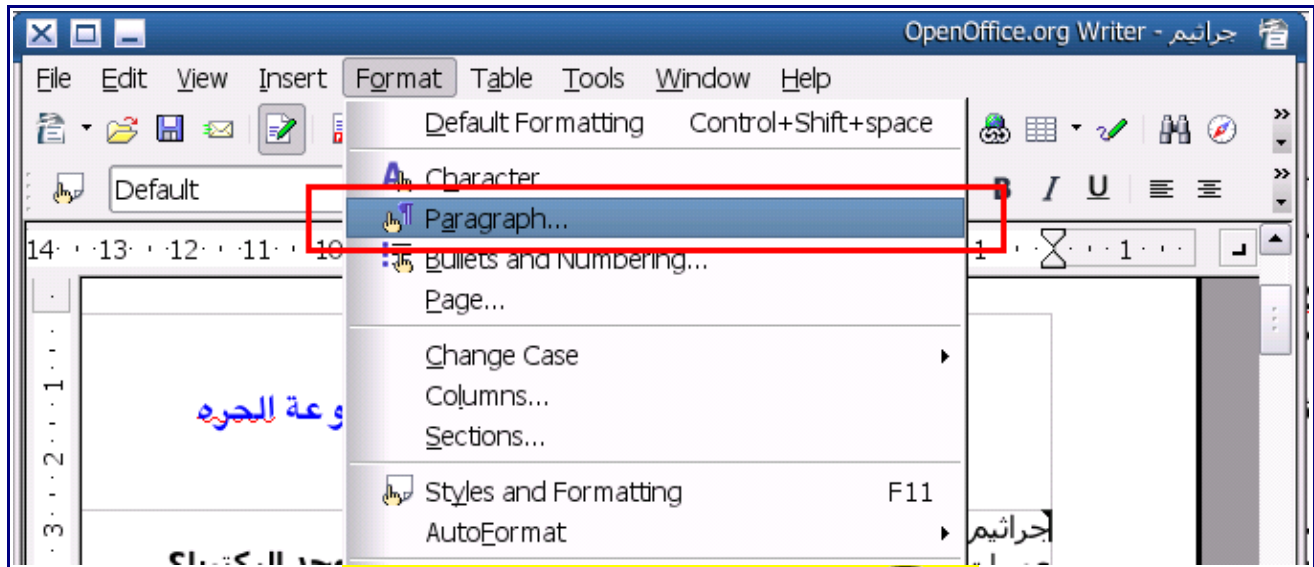 OpenOffice.org Writer - جراثيم
File Edit View Insert Format Table Tools Window Help
Default Formatting Control+Shift+space
Default
Character
B I U
Paragraph...
14 13 12 11 10 1 1
Bullets and Numbering...
Page...
Change Case
1
Columns...
وعة الحره
Sections...
2
Styles and Formatting F11
3
جراثيم
AutoFormat